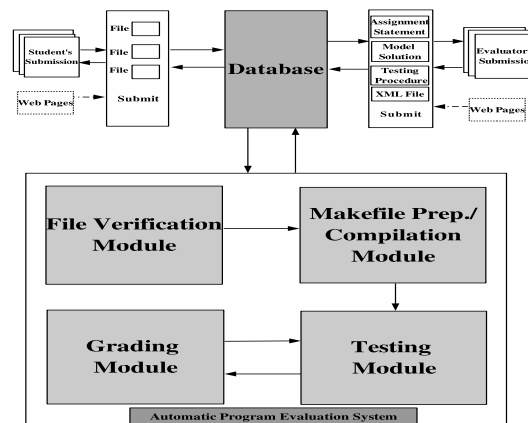 File
File
File
Submit
Student's
Submission
Web Pages
Database
Assignment
Statement
Model
Solution
Testing
Procedure
XML File
Submit
Evaluator
Submission
Web Pages
File Verification
Module
Makefile Prep./
Compilation
Module
Grading
Module
Testing
Module
Automatic Program Evaluation System